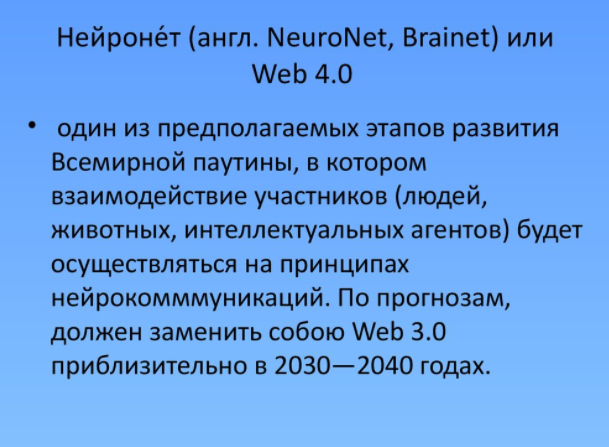 Нейроне́т (англ. NeuroNet, Brainet) или
Web 4.0
• один из предполагаемых этапов развития
Всемирной паутины, в котором
взаимодействие участников (людей,
животных, интеллектуальных агентов) будет
осуществляться на принципах
нейрокомммуникаций. По прогнозам,
должен заменить собою Web 3.0
приблизительно в 2030—2040 годах.